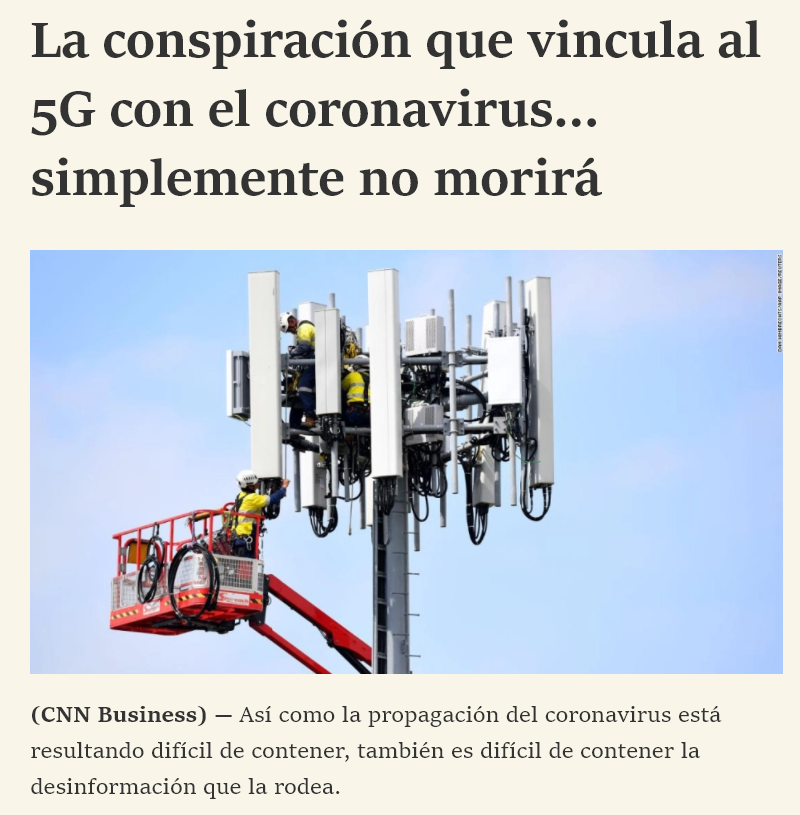 La conspiración que vincula al
5G con el coronavirus...
simplemente no morirá
(CNN Business) — Así como la propagación del coronavirus está
resultando difícil de contener, también es difícil de contener la
desinformación que la rodea.